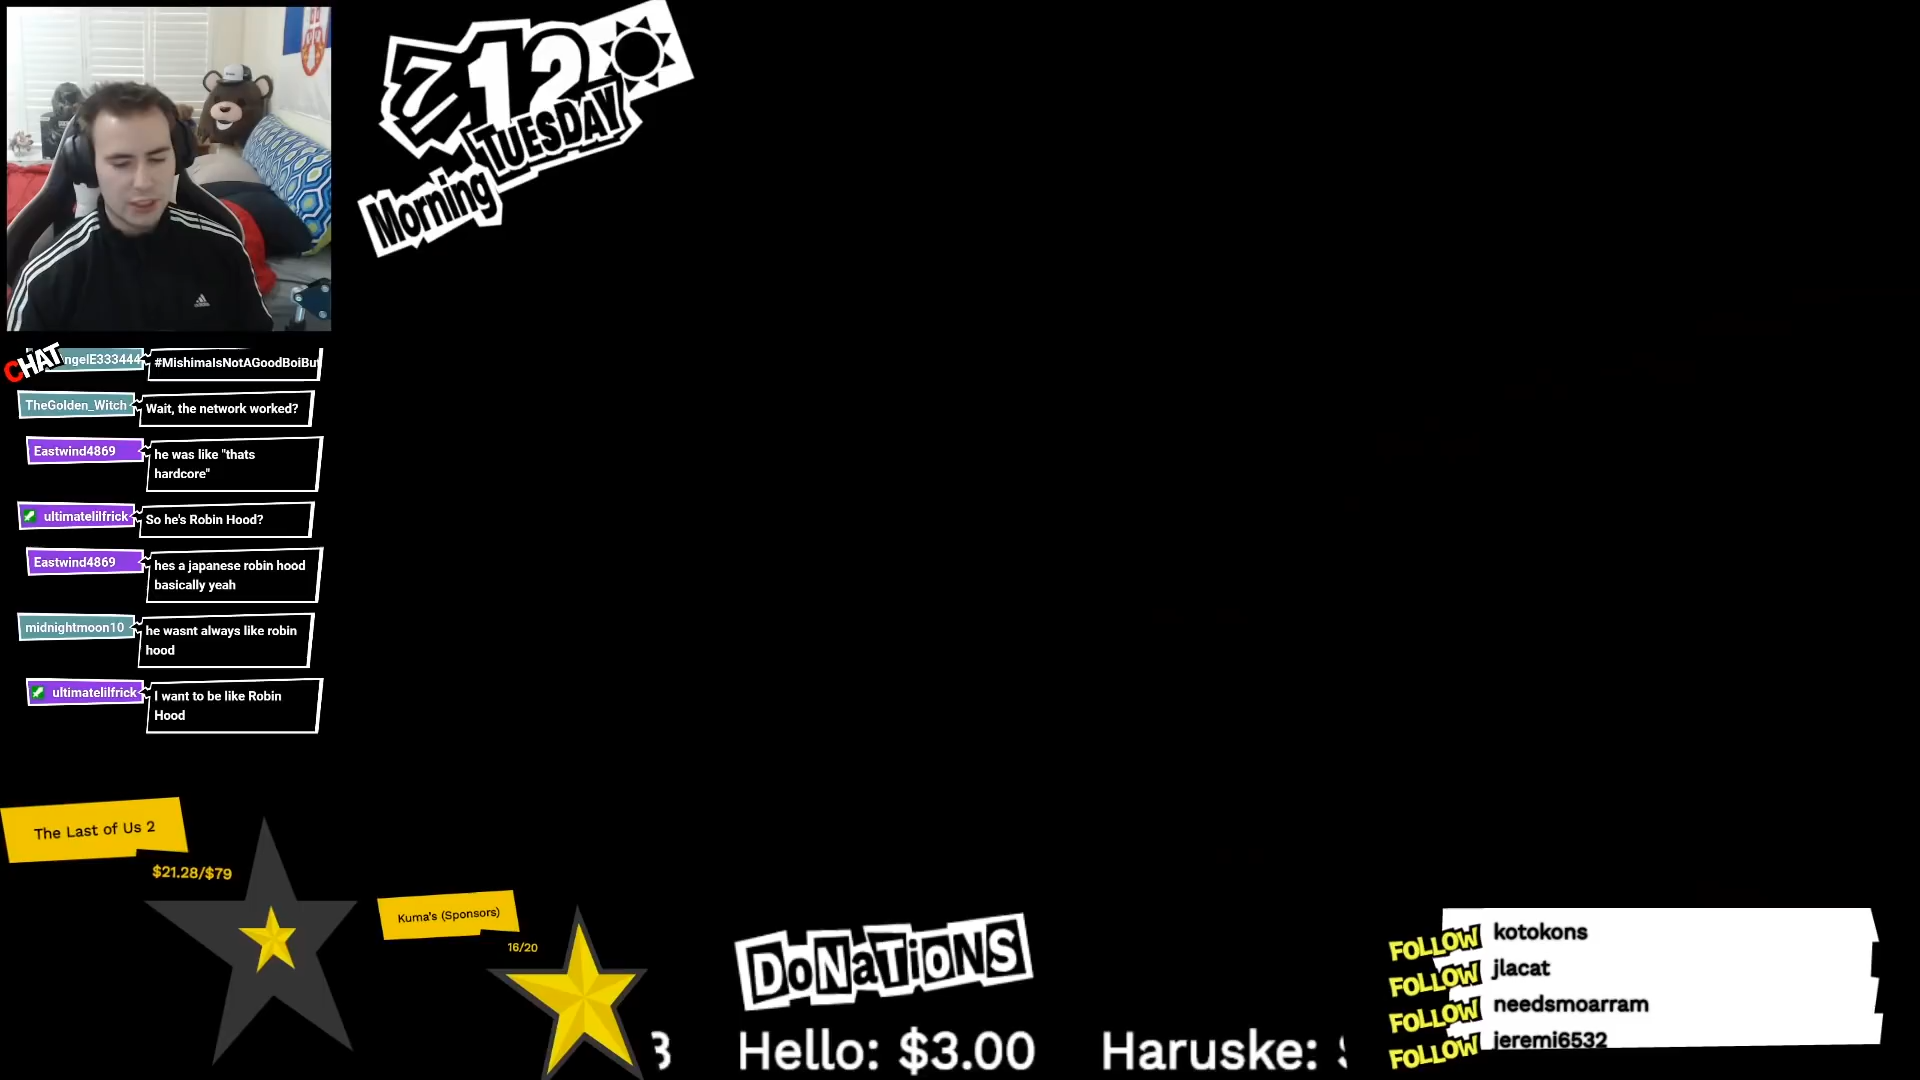 7
12
TUESDAY
Morning
CHAT
ngelE333444
#MishimaIsNotAGoodBoiBut
TheGolden_Witch
Wait, the network worked?
Eastwind4869
he was like "thats
hardcore"
ultimatelilfrick
So he's Robin Hood?
Eastwind4869
hes a japanese robin hood
basically yeah
midnightmoon10
he wasnt always like robin
hood
ultimatelilfrick
I want to be like Robin
Hood
The Last of Us 2
$21.28/$79
Kuma's (Sponsors)
16/20
DoNaTiONS
3 Hello: $3.00 Haruske:
FOLLOW kotokons
FOLLOW jlacat
FOLLOW needsmoarram
FOLLOW jeremi6532